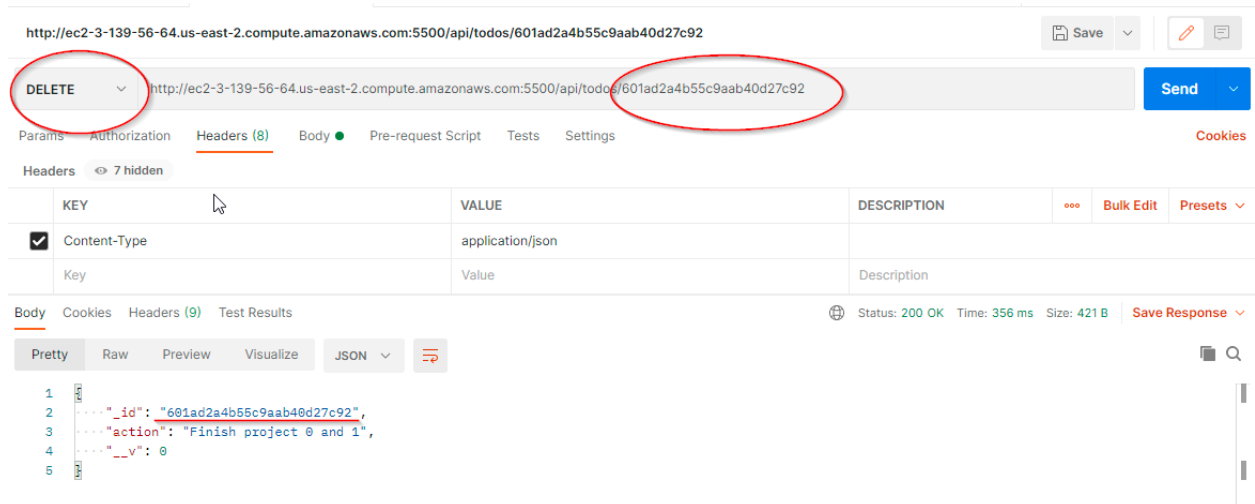 http://ec2-3-139-56-64.us-east-2.compute.amazonaws.com:5500/api/todos/601ad2a4b55c9aab40d27c92 Save
DELETE http://ec2-3-139-56-64.us-east-2.compute.amazonaws.com:5500/api/todos/601ad2a4b55c9aab40d27c92 Send
Params Authorization Headers (8) Body Pre-request Script Tests Settings Cookies
Headers 7 hidden
KEY VALUE DESCRIPTION Bulk Edit Presets
Content-Type application/json
Key Value Description
Body Cookies Headers (9) Test Results Status: 200 OK Time: 356 ms Size: 421 B Save Response
Pretty Raw Preview Visualize JSON
1 {
2 "_id": "601ad2a4b55c9aab40d27c92",
3 "action": "Finish project 0 and 1",
4 "__v": 0
5 }